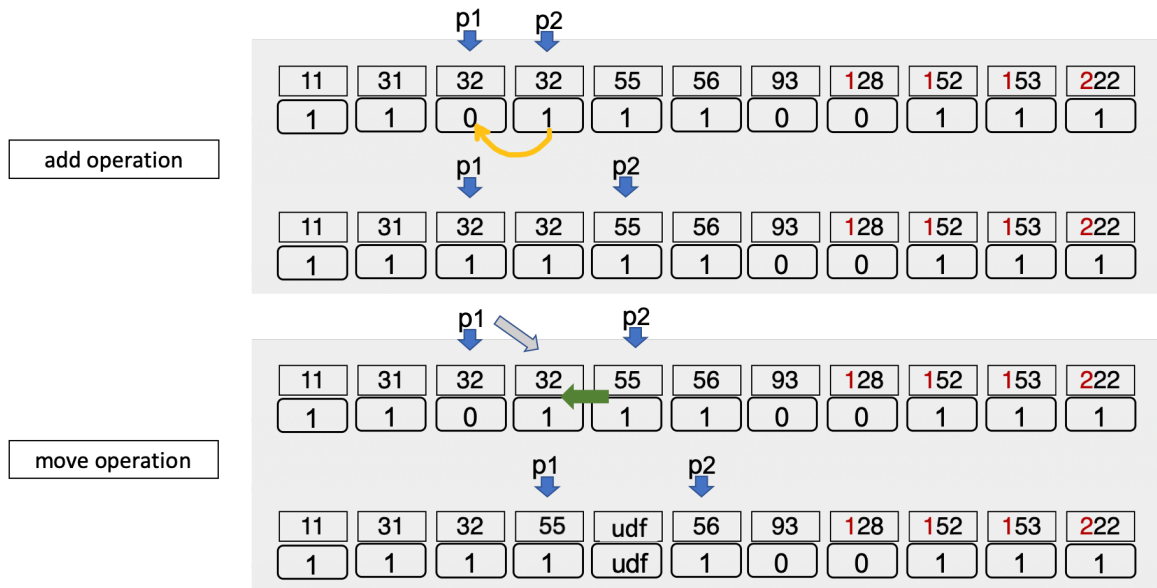 p1 p2
11 31 32 32 55 56 93 128 152 153 222
1 1 0 1 1 1 0 0 1 1 1
add operation
p1 p2
11 31 32 32 55 56 93 128 152 153 222
1 1 1 1 1 1 0 0 1 1 1
p1 p2
11 31 32 32 55 56 93 128 152 153 222
1 1 0 1 1 1 0 0 1 1 1
move operation
p1 p2
11 31 32 55 udf 56 93 128 152 153 222
1 1 1 1 udf 1 0 0 1 1 1